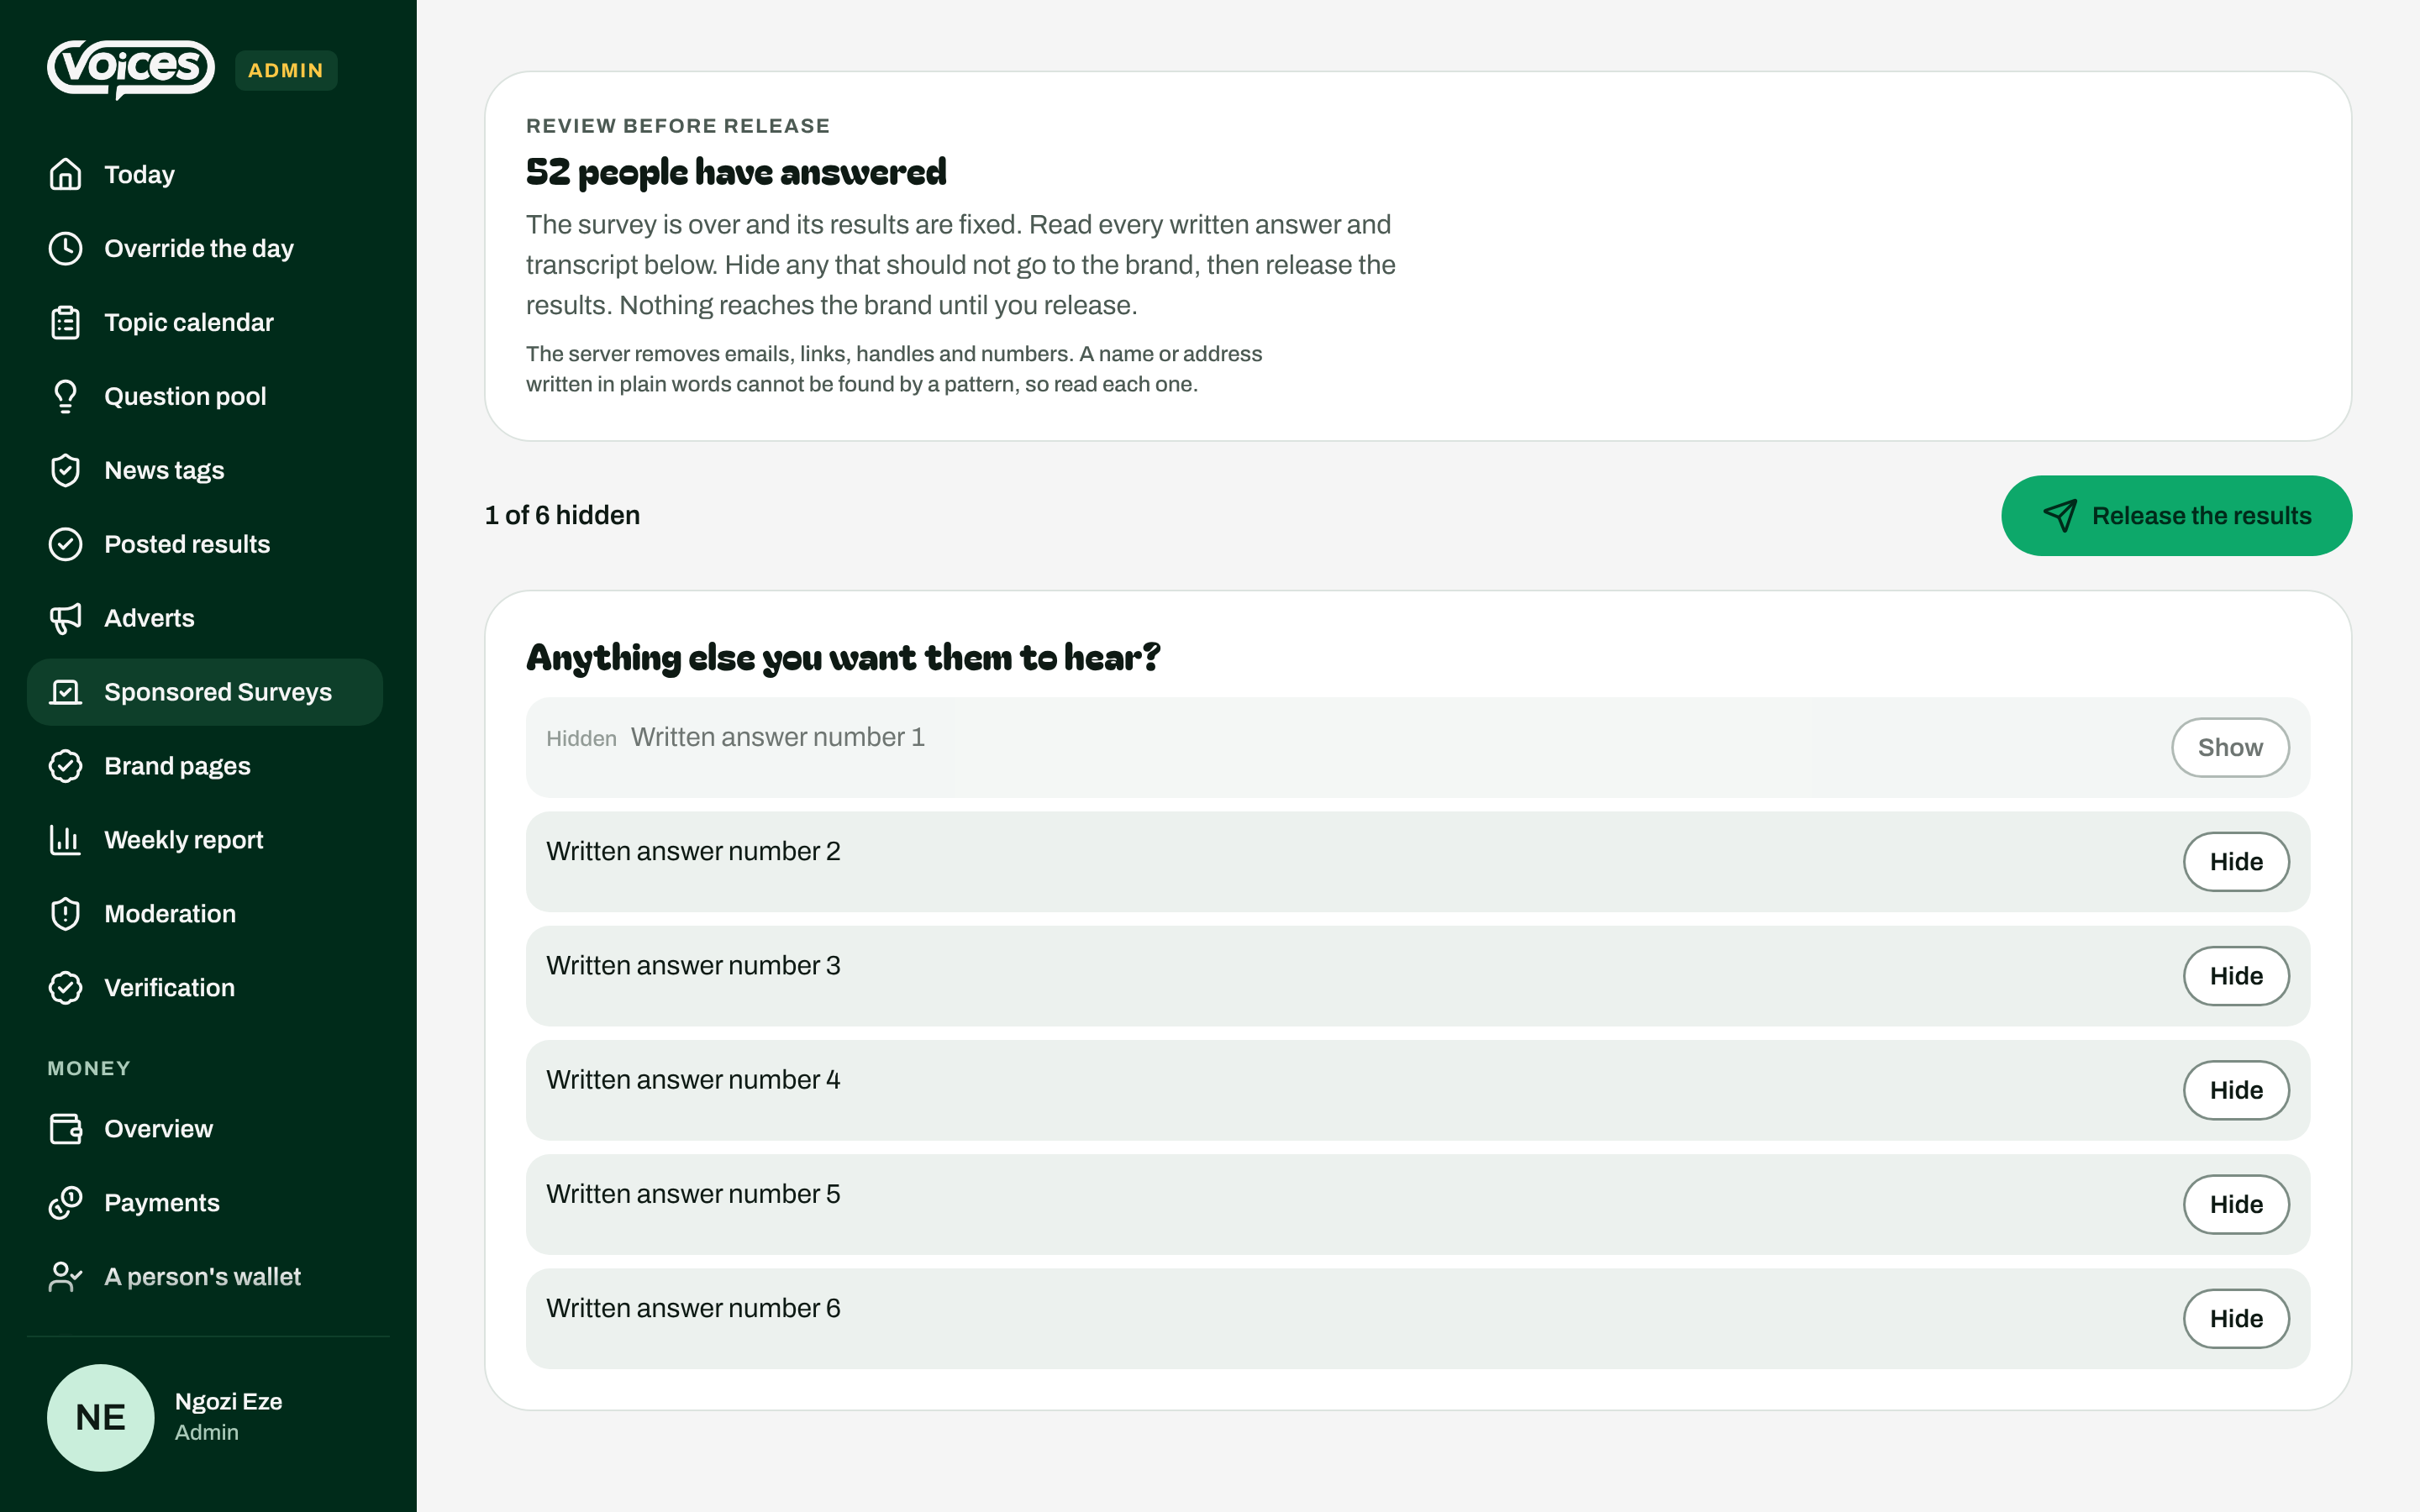 voices ADMIN
Today
Override the day
Topic calendar
Question pool
News tags
Posted results
Adverts
Sponsored Surveys
Brand pages
Weekly report
Moderation
Verification
MONEY
Overview
Payments
A person's wallet
NE
Ngozi Eze
Admin
REVIEW BEFORE RELEASE
52 people have answered
The survey is over and its results are fixed. Read every written answer and
transcript below. Hide any that should not go to the brand, then release the
results. Nothing reaches the brand until you release.
The server removes emails, links, handles and numbers. A name or address
written in plain words cannot be found by a pattern, so read each one.
1 of 6 hidden
Release the results
Anything else you want them to hear?
Hidden Written answer number 1 Show
Written answer number 2 Hide
Written answer number 3 Hide
Written answer number 4 Hide
Written answer number 5 Hide
Written answer number 6 Hide